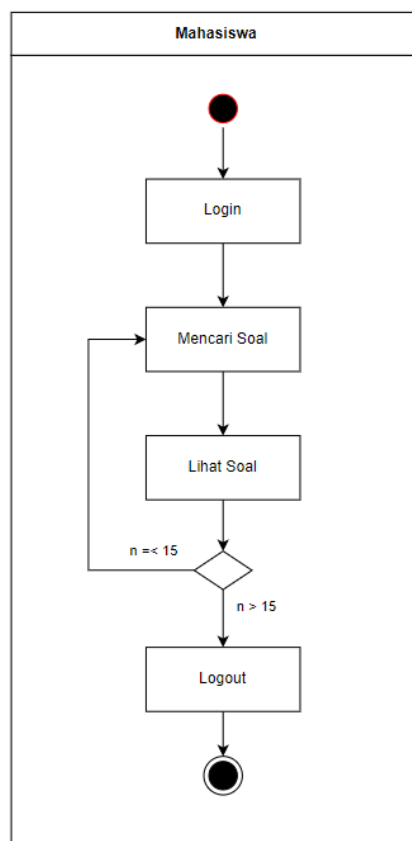 Mahasiswa
Login
Mencari Soal
Lihat Soal
n =< 15
n > 15
Logout